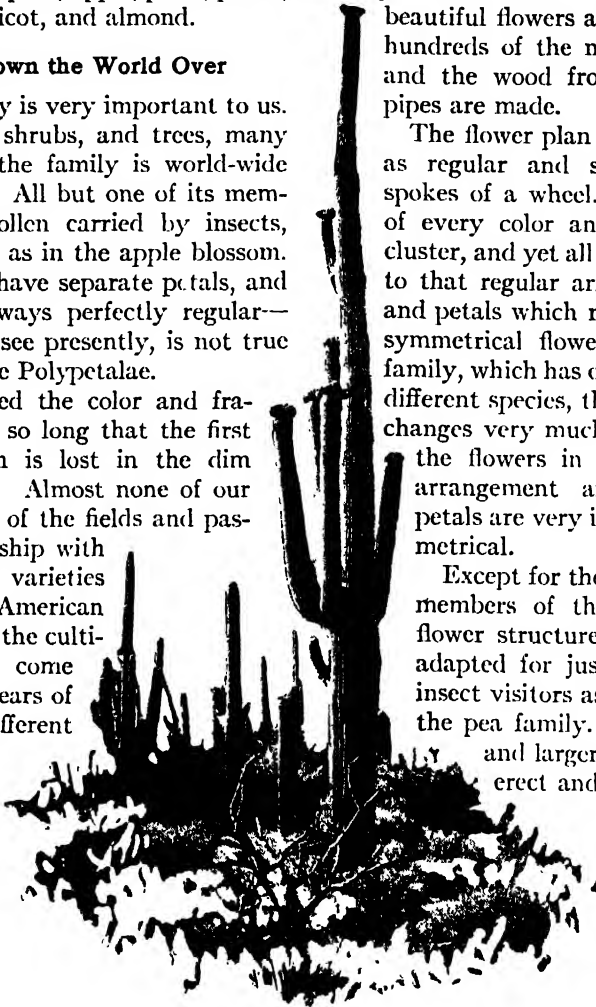 icot, and almond.
own the World Over
y is very important to us.
shrubs, and trees, many
the family is world-wide
All but one of its mem-
ollen carried by insects,
as in the apple blossom.
have separate petals, and
ways perfectly regular—
see presently, is not true
e Polypetalae.
ed the color and fra-
so long that the first
n is lost in the dim
Almost none of our
of the fields and pas-
ship with
varieties
American
the culti-
come
ears of
fferent
beautiful flowers a
hundreds of the m
and the wood fro
pipes are made.
The flower plan
as regular and s
spokes of a wheel.
of every color an
cluster, and yet all
to that regular ar
and petals which
symmetrical flowe
family, which has
different species, th
changes very much
the flowers in
arrangement a
petals are very i
metrical.
Except for the
members of th
flower structure
adapted for jus
insect visitors as
the pea family.
and larger
erect and